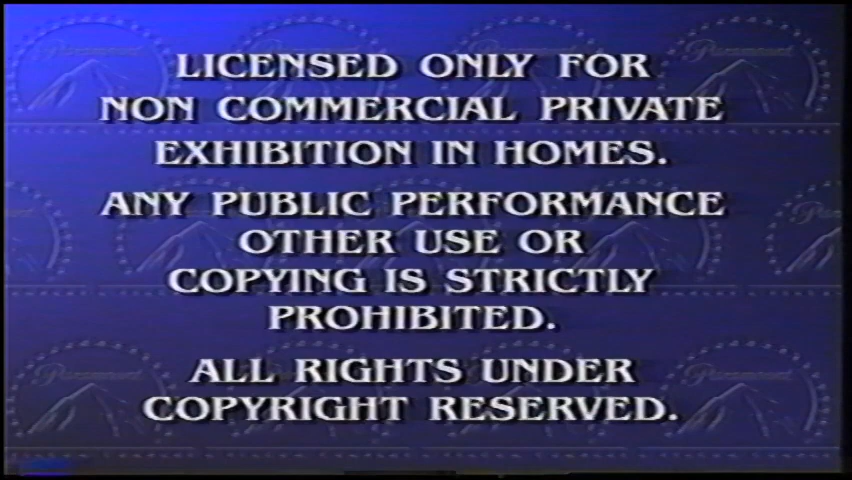 LICENSED ONLY FOR
NON COMMERCIAL PRIVATE
EXHIBITION IN HOMES.
ANY PUBLIC PERFORMANCE
OTHER USE OR
COPYING IS STRICTLY
PROHIBITED.
ALL RIGHTS UNDER
COPYRIGHT RESERVED.